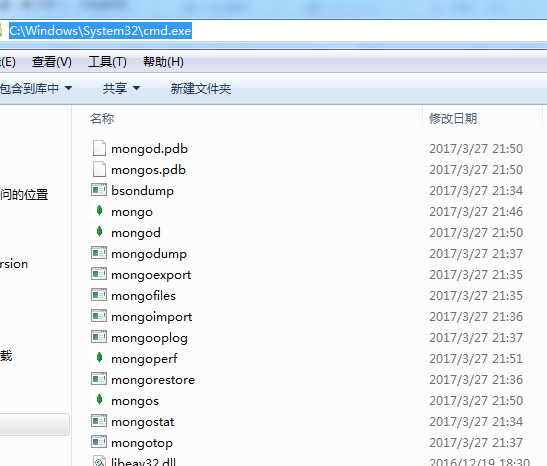 C:\Windows\System32\cmd.exe
(E) 查看(V) 工具(T) 帮助(H)
包含到库中 共享 新建文件夹
名称 修改日期
mongod.pdb 2017/3/27 21:50
mongos.pdb 2017/3/27 21:50
bsondump 2017/3/27 21:34
问的位置
mongo 2017/3/27 21:46
mongod 2017/3/27 21:50
mongodump 2017/3/27 21:37
rsion
mongoexport 2017/3/27 21:35
mongofiles 2017/3/27 21:35
mongoimport 2017/3/27 21:36
mongooplog 2017/3/27 21:37
载
mongoperf 2017/3/27 21:51
mongorestore 2017/3/27 21:36
mongos 2017/3/27 21:50
mongostat 2017/3/27 21:34
mongotop 2017/3/27 21:37
libeay32.dll 2016/12/19 18:30